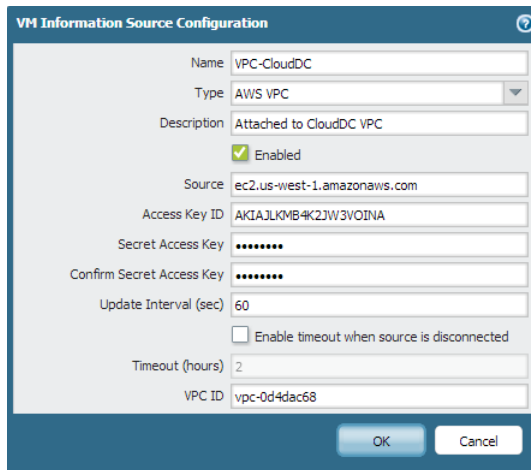 VM Information Source Configuration
Name VPC-CloudDC
Type AWS VPC
Description Attached to CloudDC VPC
Enabled
Source ec2.us-west-1.amazonaws.com
Access Key ID AKIAJLKMB4K2JW3VOINA
Secret Access Key ••••••••
Confirm Secret Access Key ••••••••
Update Interval (sec) 60
Enable timeout when source is disconnected
Timeout (hours) 2
VPC ID vpc-0d4dac68
OK Cancel